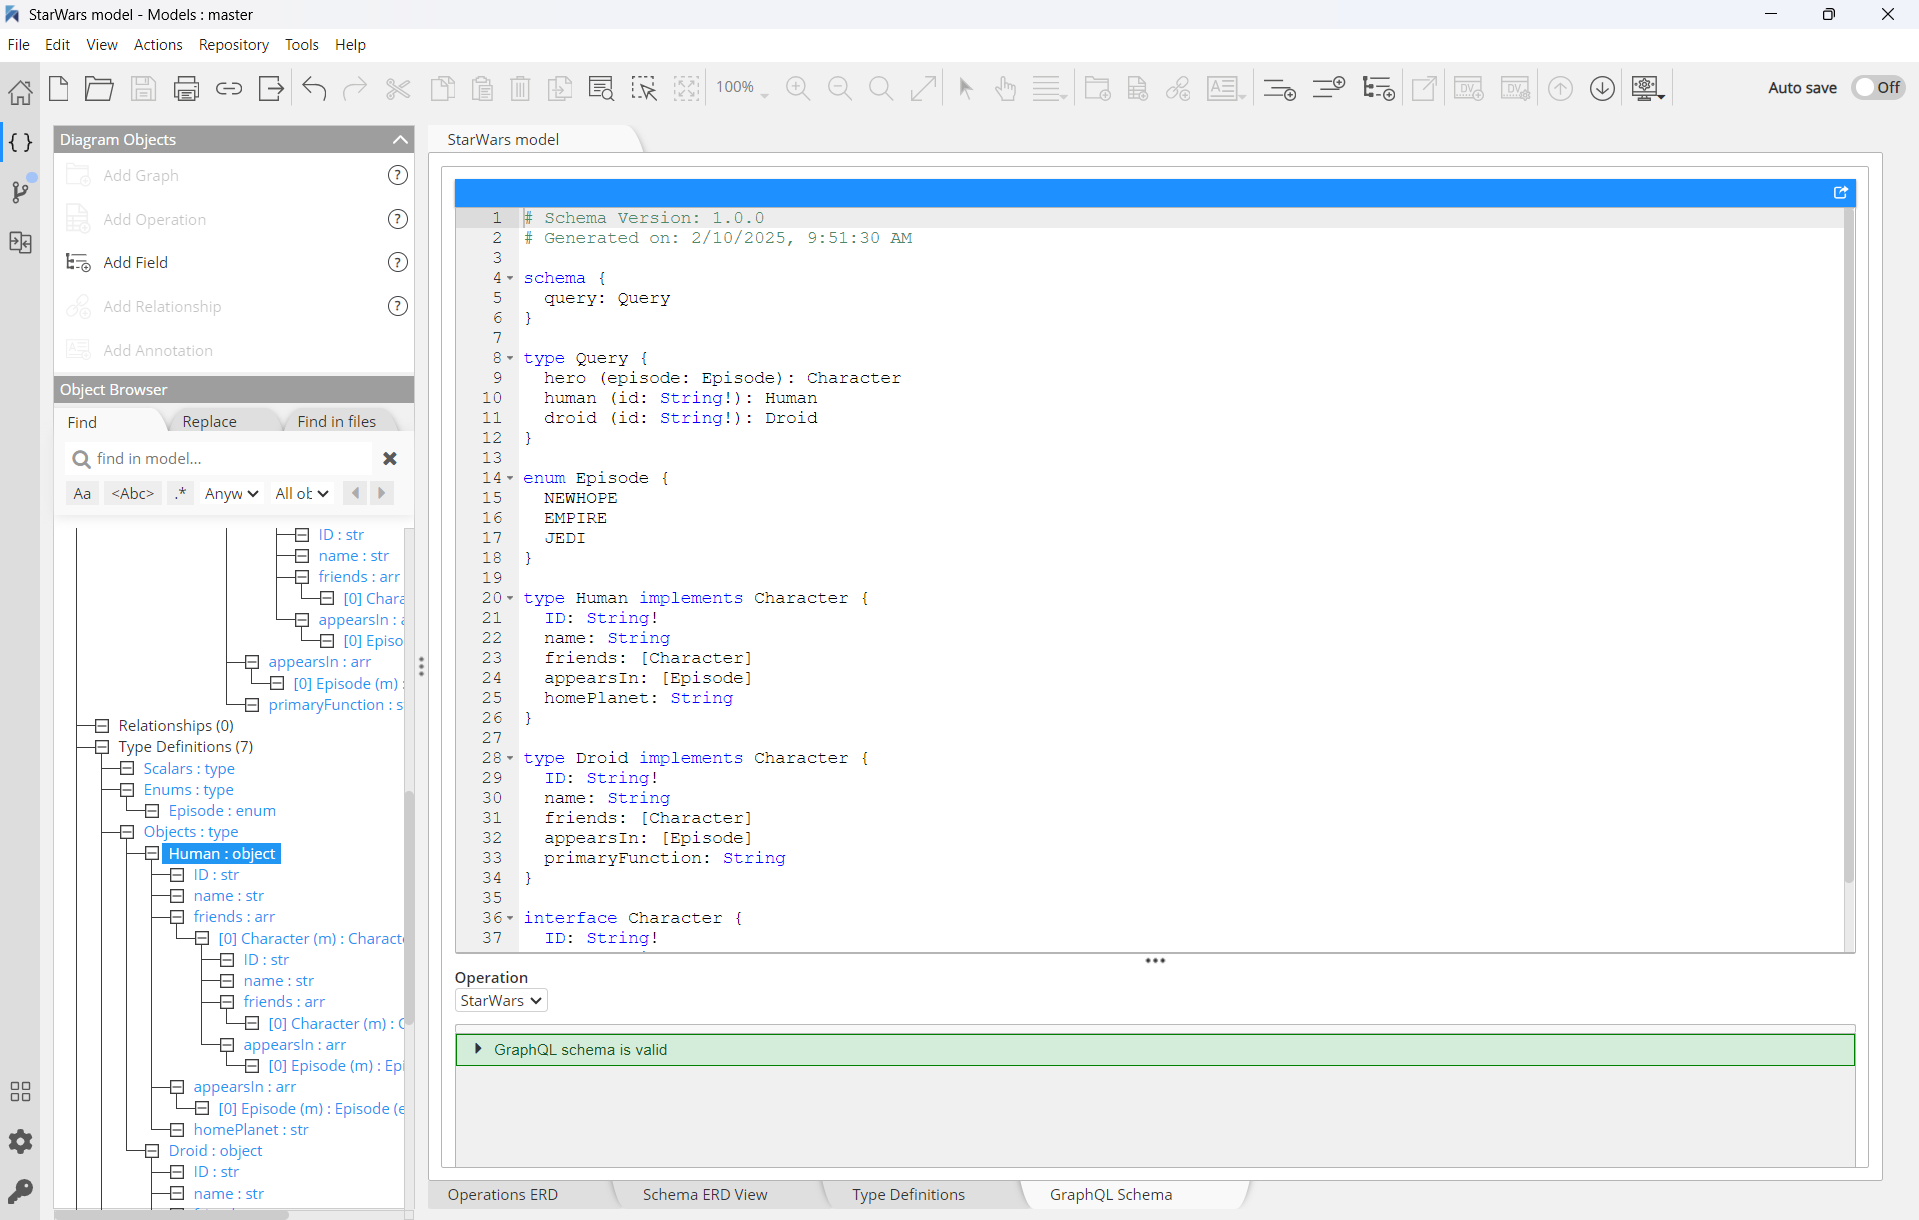 StarWars model - Models : master
File Edit View Actions Repository Tools Help
100%
Auto save Off
Diagram Objects
Add Graph ?
Add Operation ?
Add Field ?
Add Relationship ?
Add Annotation
Object Browser
Find Replace Find in files
find in model...
Aa <Abc> .* Anyw All ob
ID : str
name : str
friends : arr
[0] Chara
appearsIn : a
[0] Episo
appearsIn : arr
[0] Episode (m) :
primaryFunction : s
Relationships (0)
Type Definitions (7)
Scalars : type
Enums : type
Episode : enum
Objects : type
Human : object
ID : str
name : str
friends : arr
[0] Character (m) : Characte
ID : str
name : str
friends : arr
[0] Character (m) : C
appearsIn : arr
[0] Episode (m) : Epi
appearsIn : arr
[0] Episode (m) : Episode (e
homePlanet : str
Droid : object
ID : str
name : str
StarWars model
1 # Schema Version: 1.0.0
2 # Generated on: 2/10/2025, 9:51:30 AM
3
4 schema {
5 query: Query
6 }
7
8 type Query {
9 hero (episode: Episode): Character
10 human (id: String!): Human
11 droid (id: String!): Droid
12 }
13
14 enum Episode {
15 NEWHOPE
16 EMPIRE
17 JEDI
18 }
19
20 type Human implements Character {
21 ID: String!
22 name: String
23 friends: [Character]
24 appearsIn: [Episode]
25 homePlanet: String
26 }
27
28 type Droid implements Character {
29 ID: String!
30 name: String
31 friends: [Character]
32 appearsIn: [Episode]
33 primaryFunction: String
34 }
35
36 interface Character {
37 ID: String!
Operation
StarWars
GraphQL schema is valid
Operations ERD Schema ERD View Type Definitions GraphQL Schema